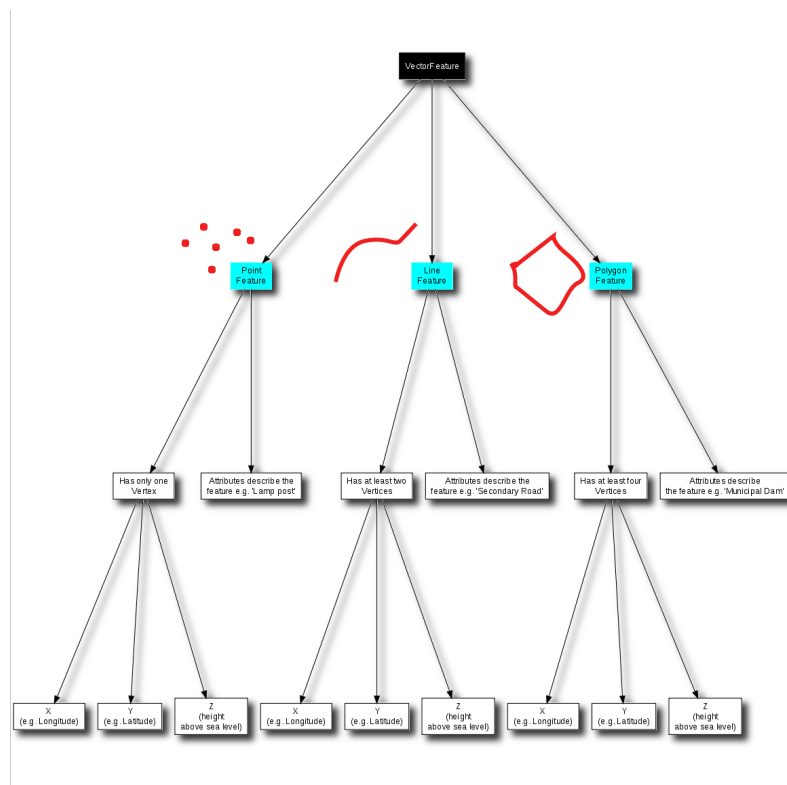 VectorFeature
Point
Feature
Line
Feature
Polygon
Feature
Has only one
Vertex
Attributes describe the
feature e.g. 'Lamp post'
Has at least two
Vertices
Attributes describe the
feature e.g. 'Secondary Road'
Has at least four
Vertices
Attributes describe
the feature e.g. 'Municipal Dam'
X
(e.g. Longitude)
Y
(e.g. Latitude)
Z
(height
above sea level)
X
(e.g. Longitude)
Y
(e.g. Latitude)
Z
(height
above sea level)
X
(e.g. Longitude)
Y
(e.g. Latitude)
Z
(height
above sea level)